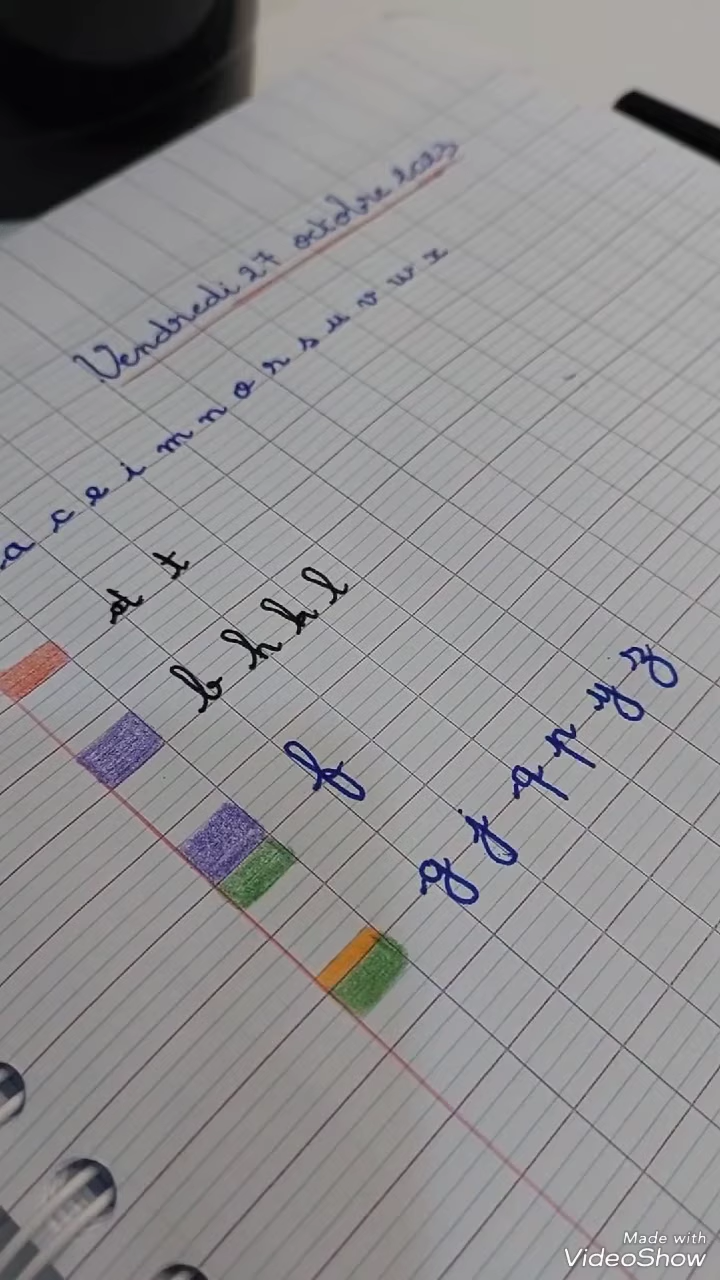 Vendredi 27 octobre 2023
a c e i m n o r s u v w x
d t
b h k l
f
g j q p y z
Made with
VideoShow